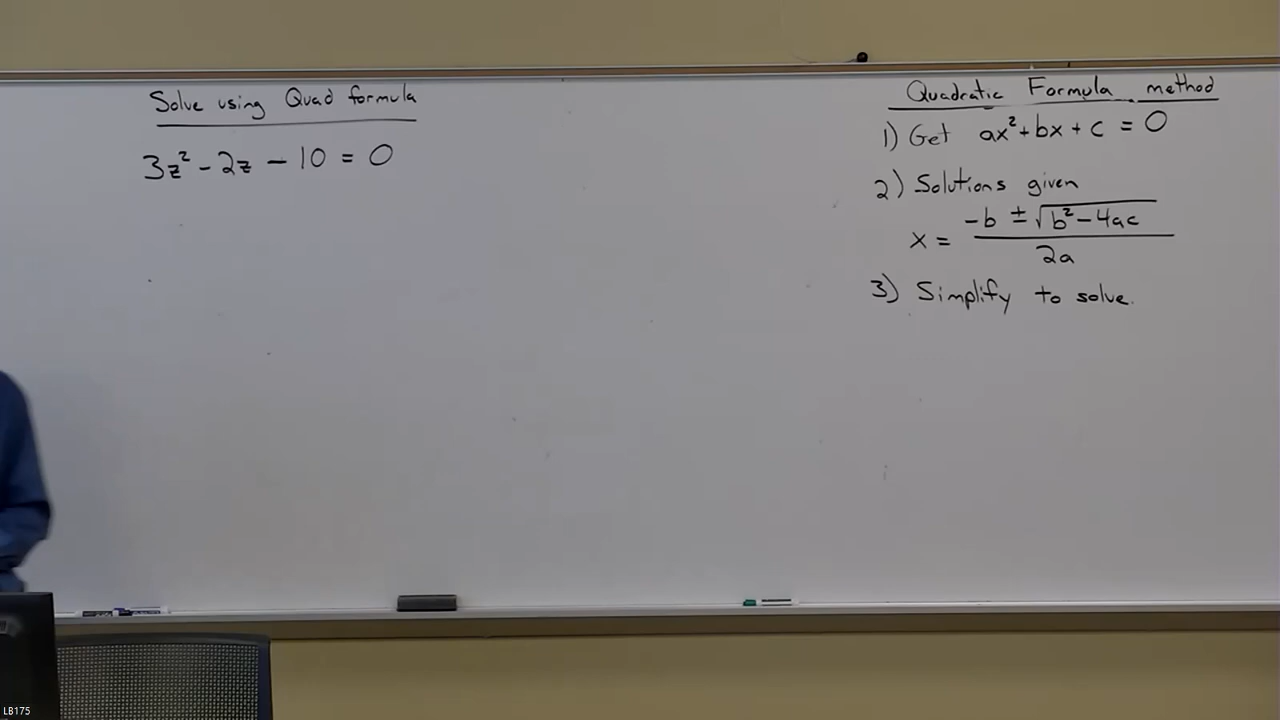 Solve using Quad formula
3z² - 2z - 10 = 0
Quadratic Formula method
1) Get ax² + bx + c = 0
2) Solutions given
x = -b ± √b² - 4ac / 2a
3) Simplify to solve.
LB175